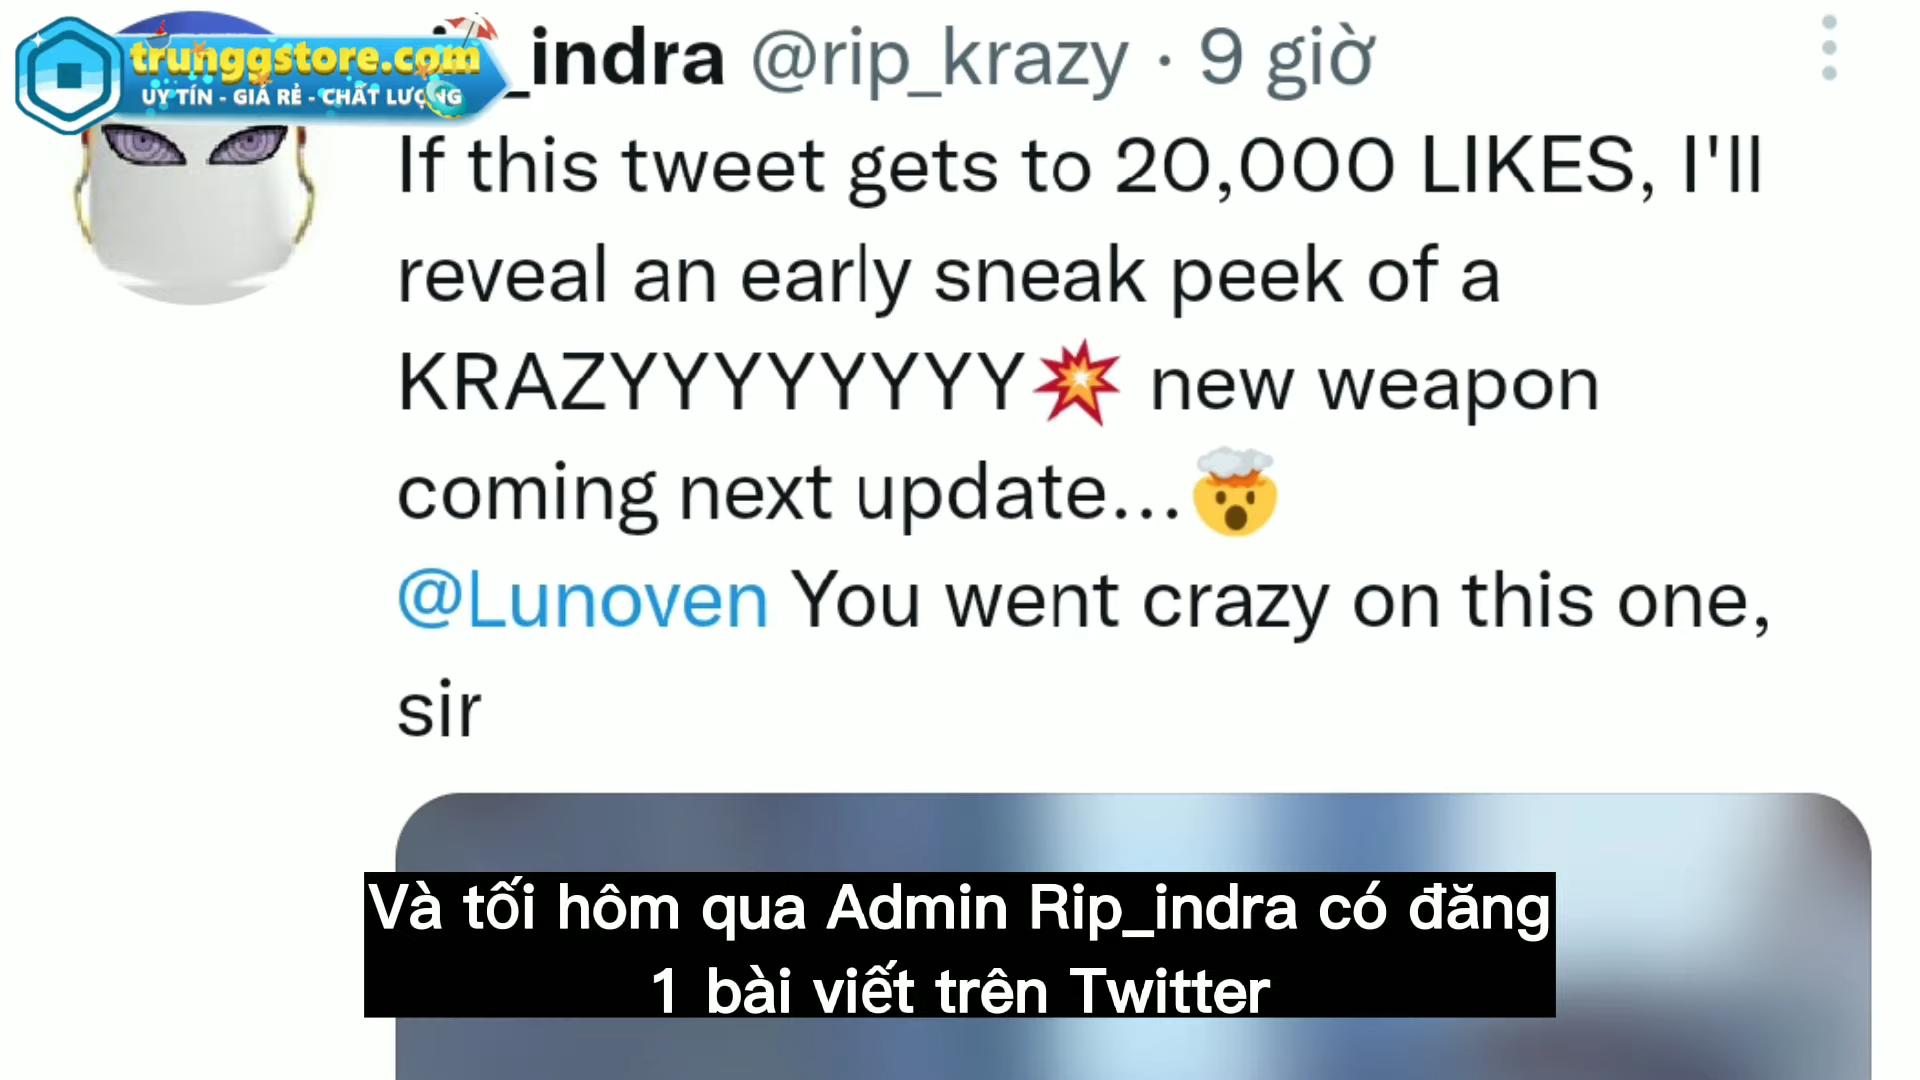 trunggstore.com
UY TÍN - GIÁ RẺ - CHẤT LƯỢNG
_indra @rip_krazy · 9 giờ
If this tweet gets to 20,000 LIKES, I'll
reveal an early sneak peek of a
KRAZYYYYYYYY💥 new weapon
coming next update...🤯
@Lunoven You went crazy on this one,
sir
Và tối hôm qua Admin Rip_indra có đăng
1 bài viết trên Twitter